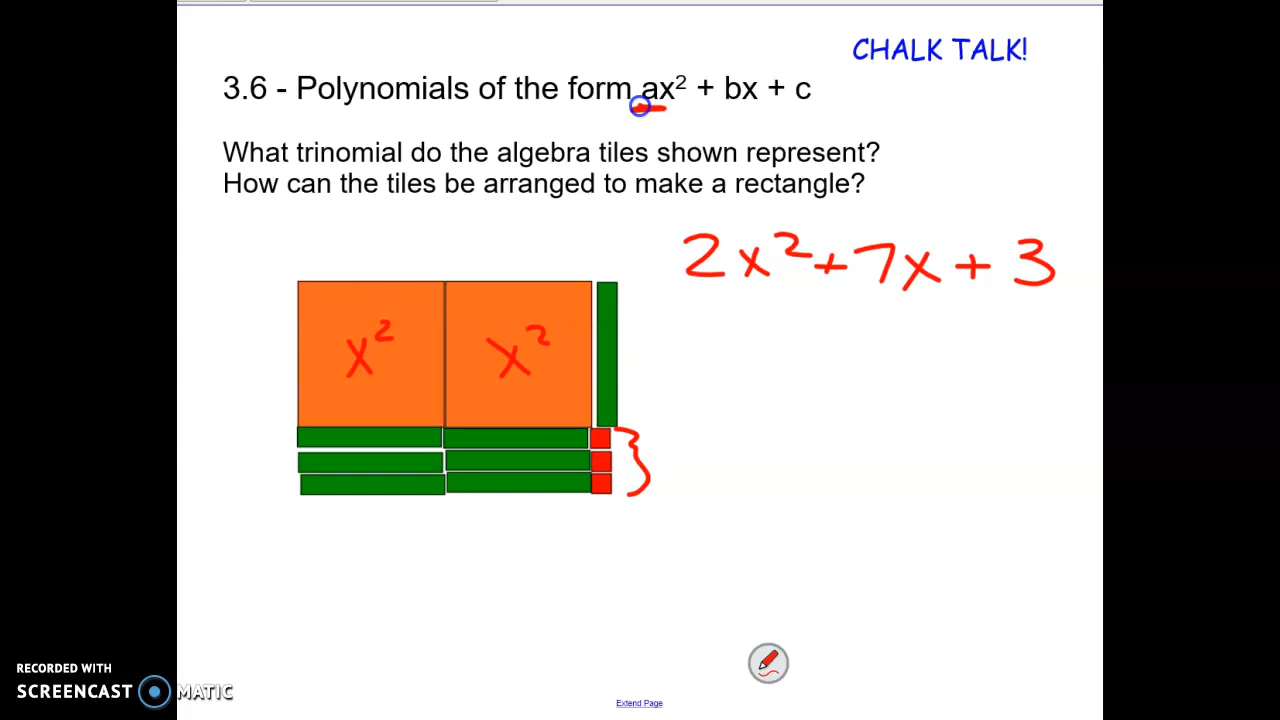 CHALK TALK!
3.6 - Polynomials of the form ax² + bx + c
What trinomial do the algebra tiles shown represent?
How can the tiles be arranged to make a rectangle?
2x² + 7x + 3
x² x²
RECORDED WITH
SCREENCAST MATIC
Extend Page